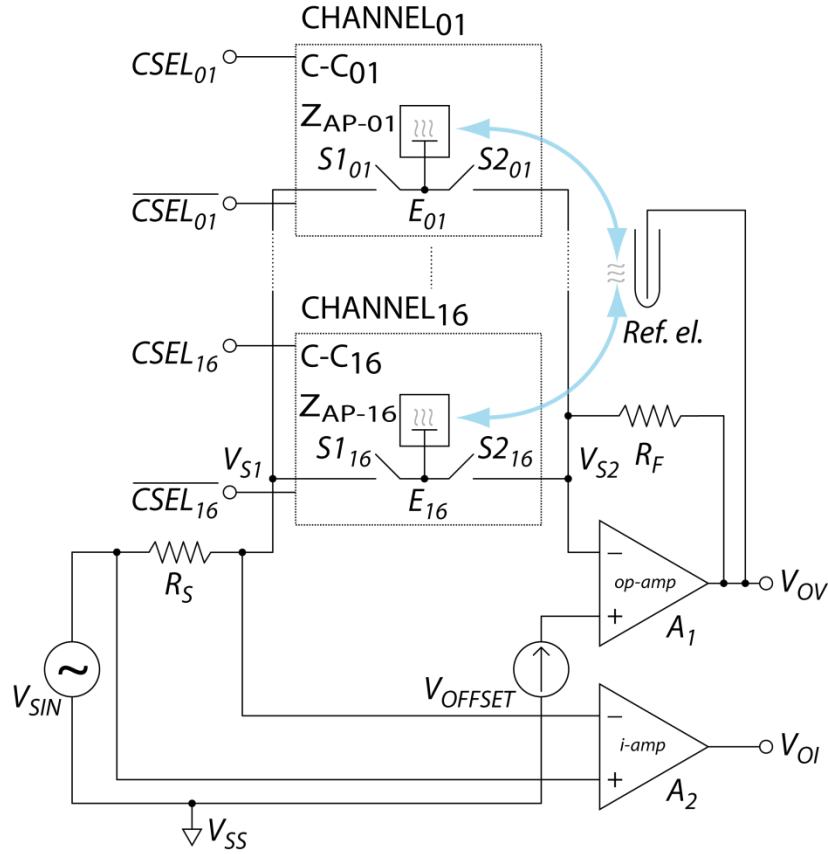 CHANNEL01
CSEL01
C-C01
ZAP-01
S101
S201
CSEL01
E01
CHANNEL16
Ref. el.
CSEL16
C-C16
ZAP-16
VS1
S116
S216
VS2
RF
CSEL16
E16
RS
op-amp
VOV
A1
VSIN
VOFFSET
i-amp
VOI
A2
VSS
− + − +
~